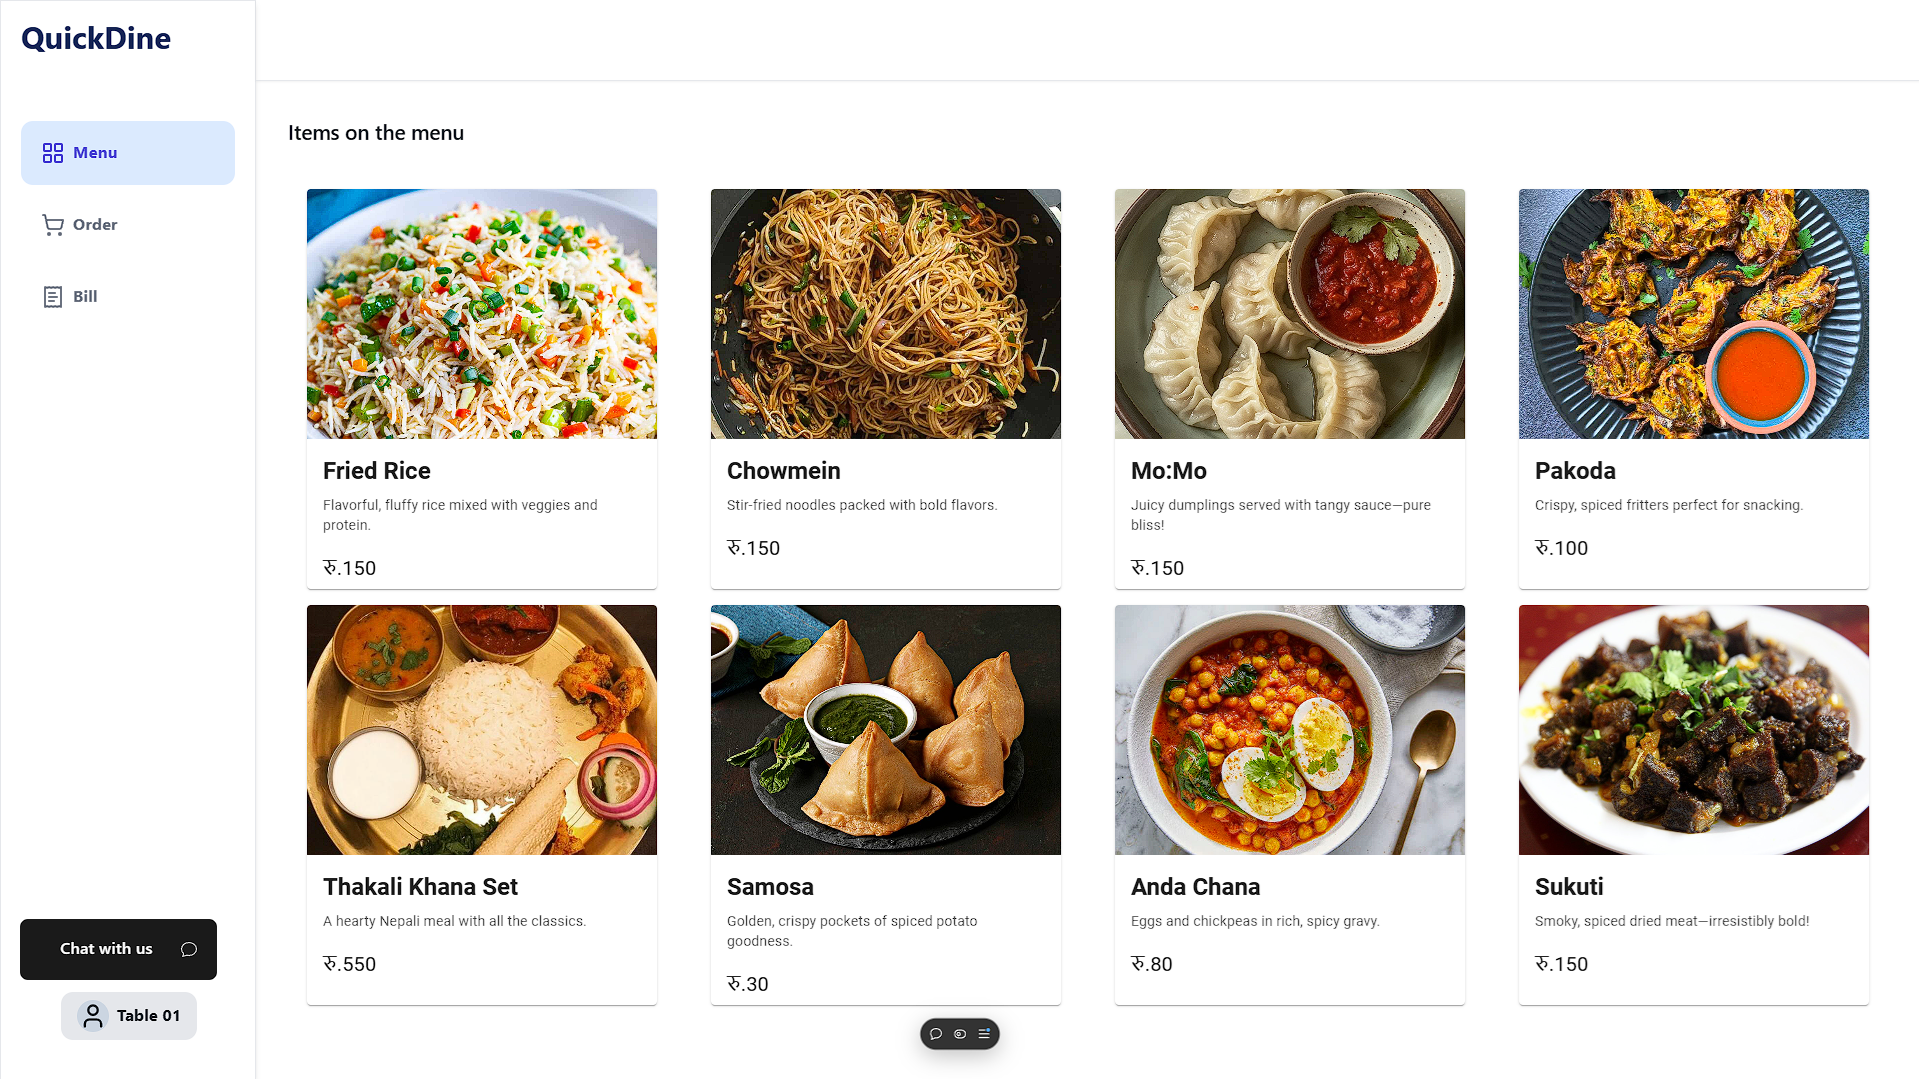 QuickDine
Menu
Order
Bill
Chat with us
Table 01
Items on the menu
Fried Rice
Flavorful, fluffy rice mixed with veggies and
protein.
रु.150
Chowmein
Stir-fried noodles packed with bold flavors.
रु.150
Mo:Mo
Juicy dumplings served with tangy sauce—pure
bliss!
रु.150
Pakoda
Crispy, spiced fritters perfect for snacking.
रु.100
Thakali Khana Set
A hearty Nepali meal with all the classics.
रु.550
Samosa
Golden, crispy pockets of spiced potato
goodness.
रु.30
Anda Chana
Eggs and chickpeas in rich, spicy gravy.
रु.80
Sukuti
Smoky, spiced dried meat—irresistibly bold!
रु.150